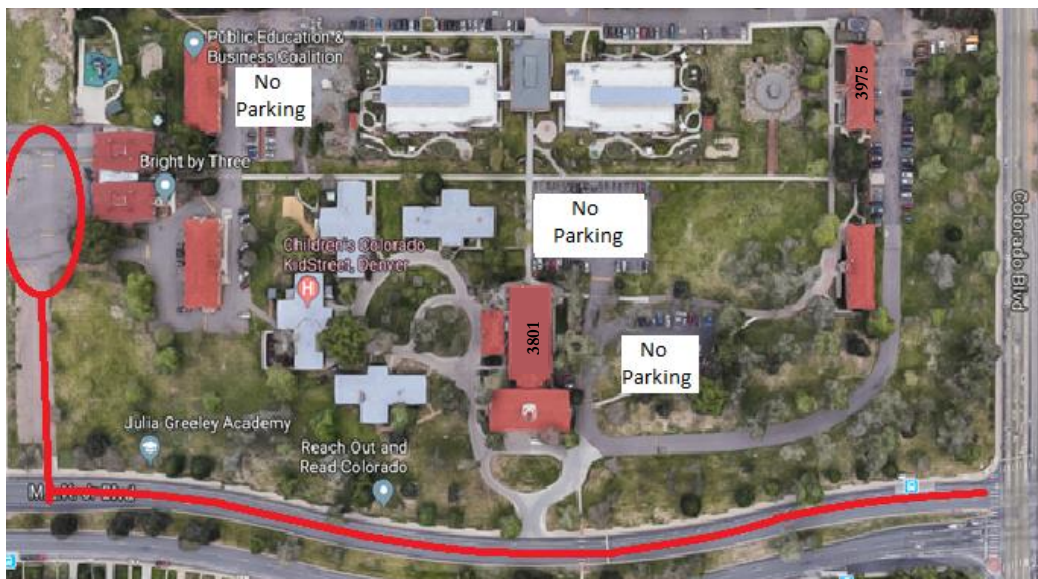 Public Education &
Business Coalition
No
Parking
3975
Bright by Three
No
Parking
Colorado Blvd
Children's Colorado
KidStreet, Denver
H
3801
No
Parking
Julia Greeley Academy
Reach Out and
Read Colorado
Blvd